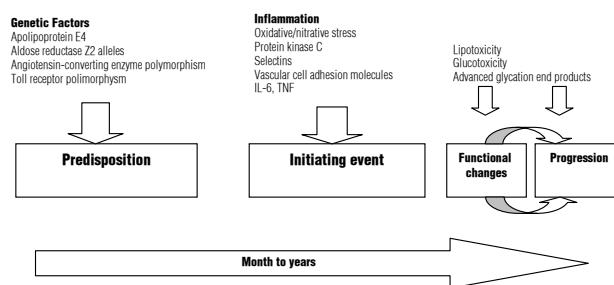 Genetic Factors
Apolipoprotein E4
Aldose reductase Z2 alleles
Angiotensin-converting enzyme polymorphism
Toll receptor polimorphysm
Inflammation
Oxidative/nitrative stress
Protein kinase C
Selectins
Vascular cell adhesion molecules
IL-6, TNF
Lipotoxicity
Glucotoxicity
Advanced glycation end products
Predisposition
Initiating event
Functional
changes
Progression
Month to years